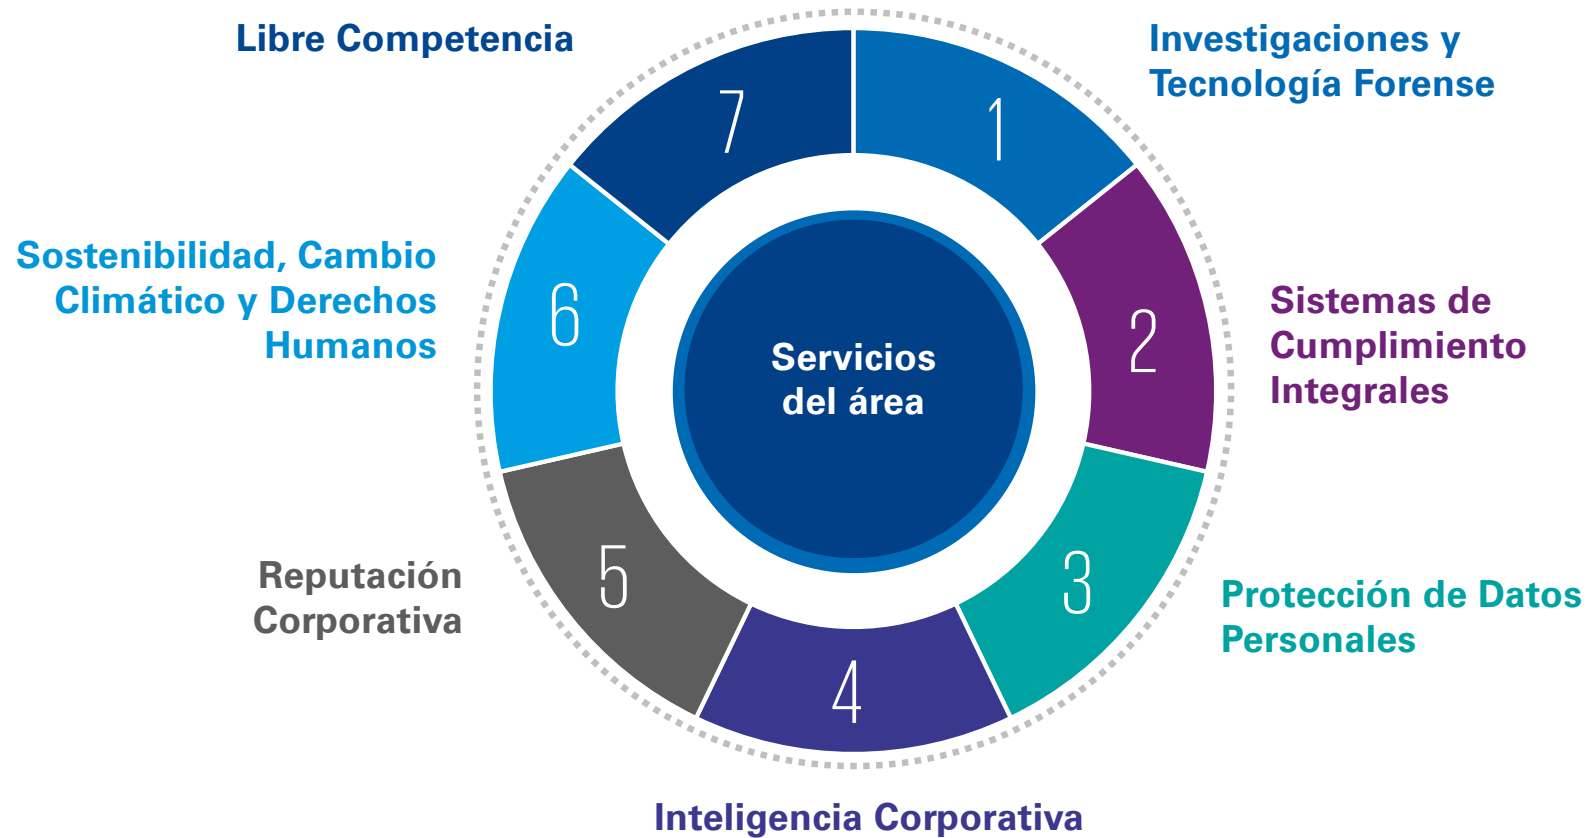 Servicios
del área
1
Investigaciones y
Tecnología Forense
2
Sistemas de
Cumplimiento
Integrales
3
Protección de Datos
Personales
4
Inteligencia Corporativa
5
Reputación
Corporativa
6
Sostenibilidad, Cambio
Climático y Derechos
Humanos
7
Libre Competencia